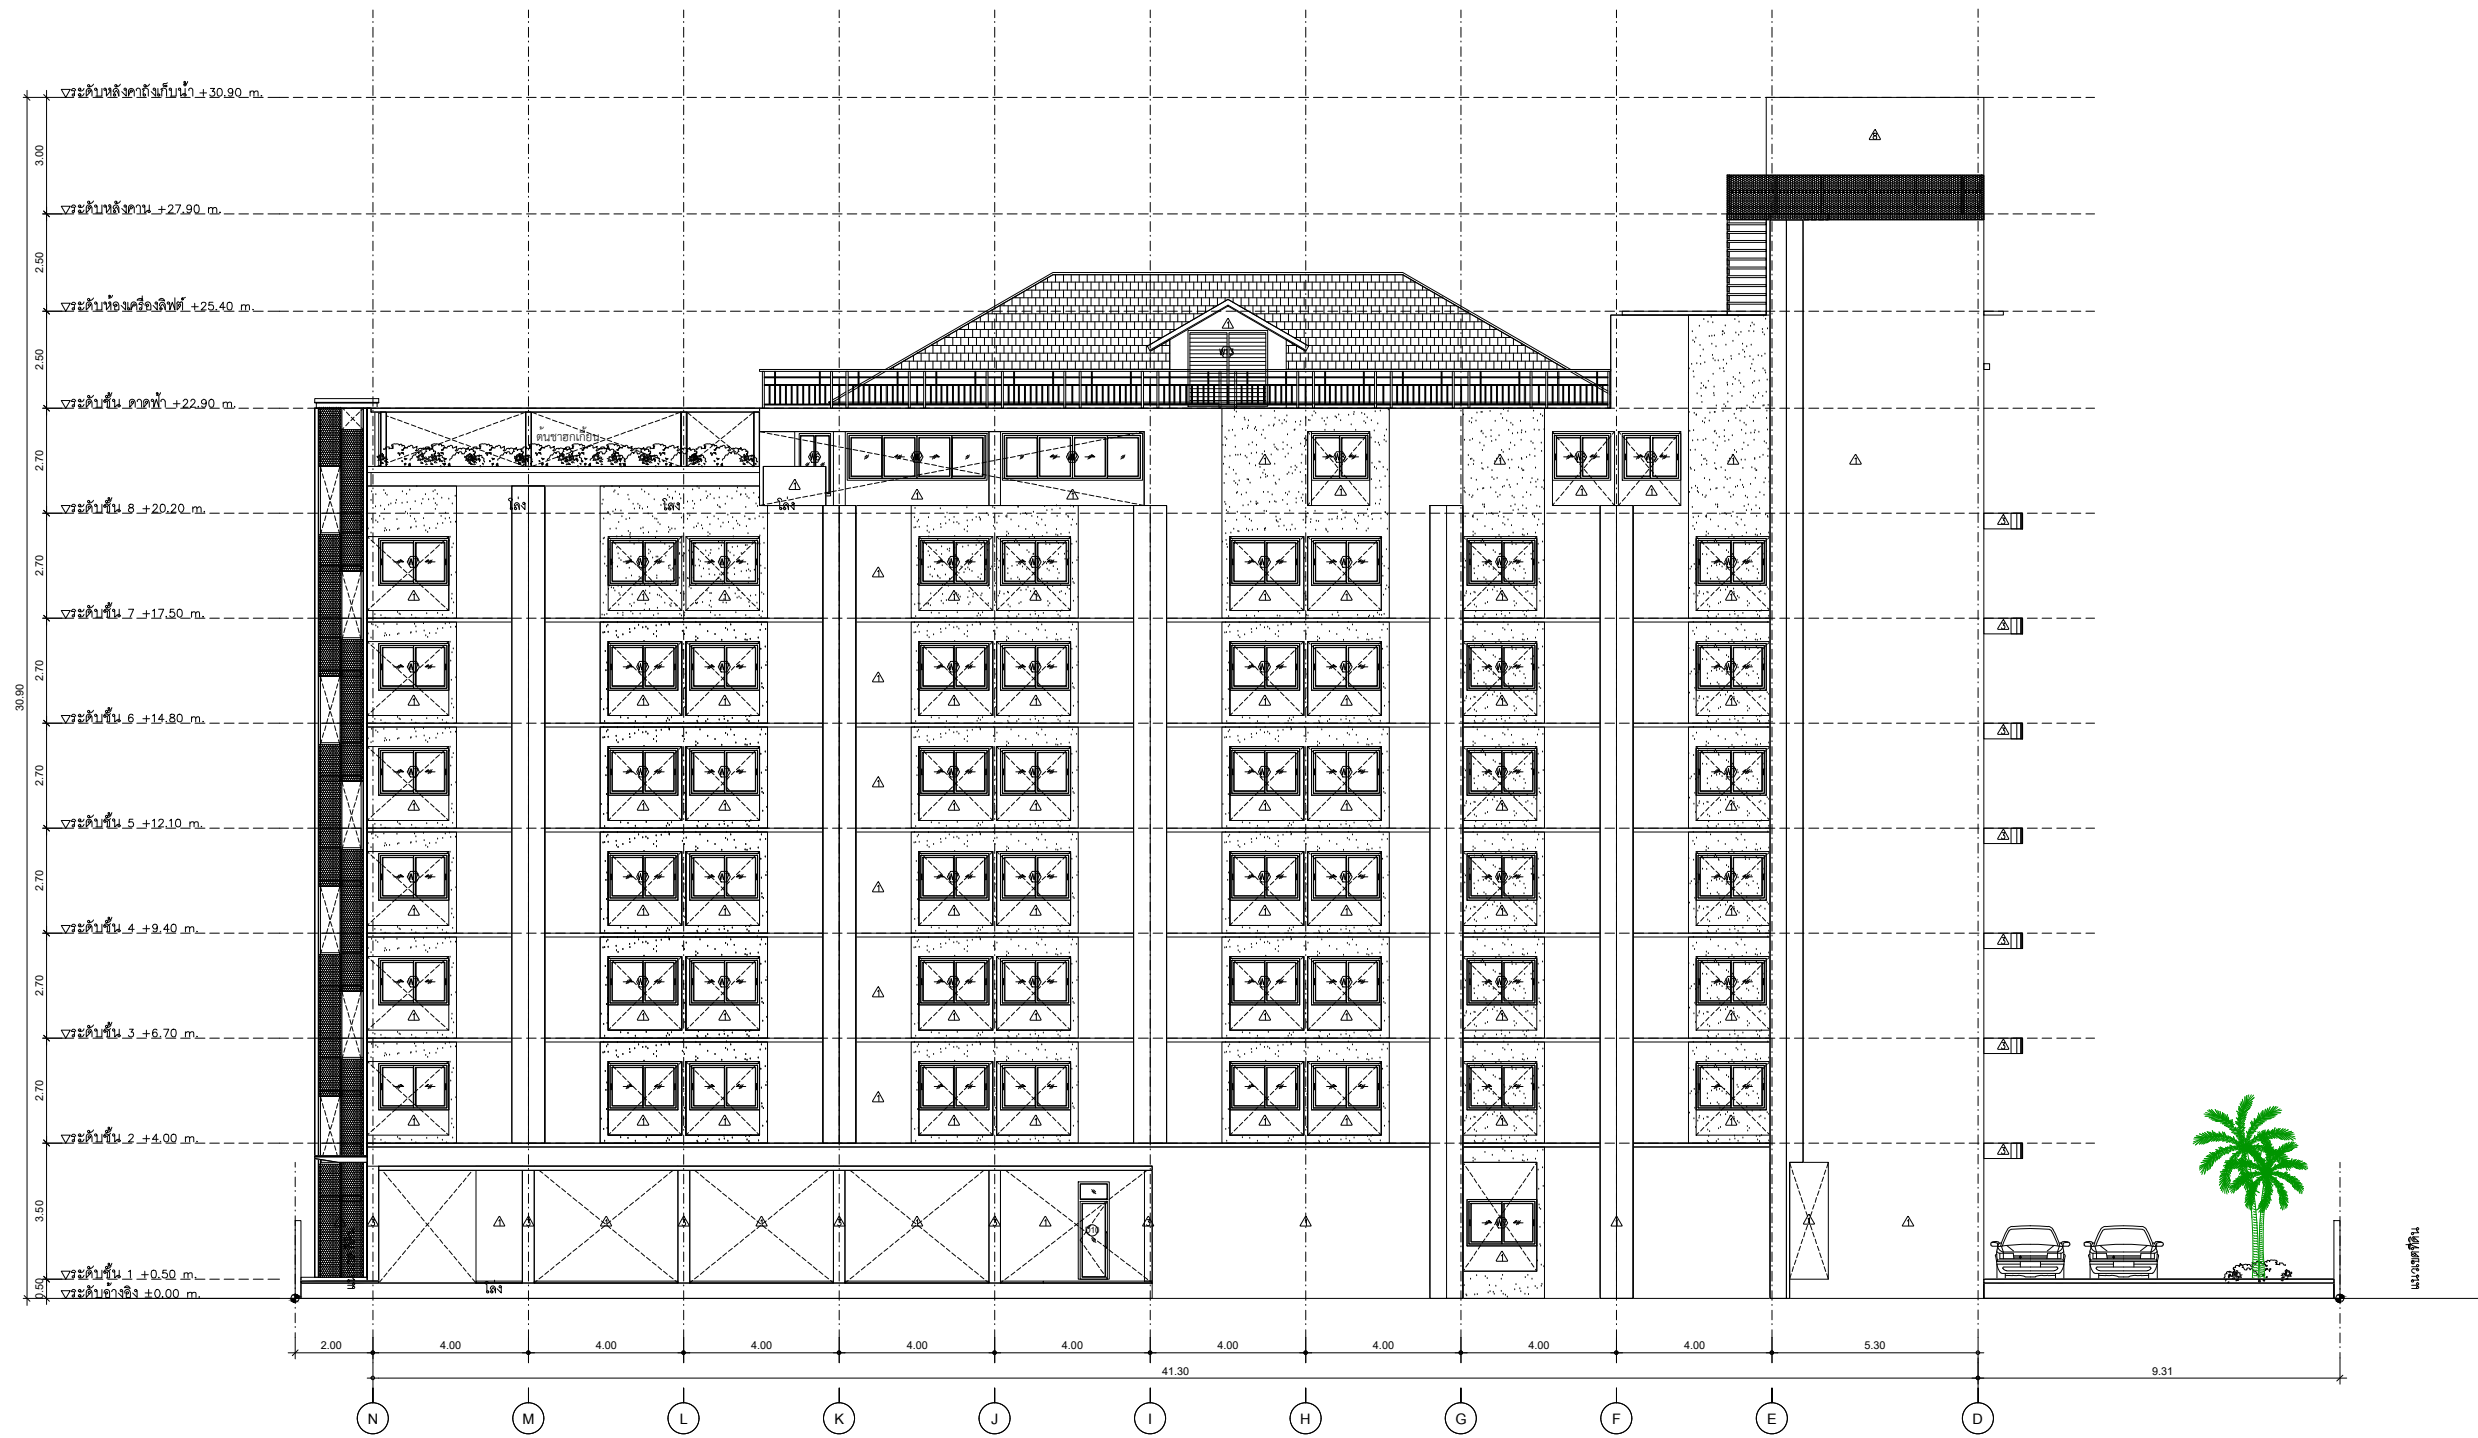 ระดับหลังคาถังเก็บน้ำ +30.90 m.
3.00
8
ระดับหลังคาน +27.90 m.
2.50
ระดับห้องเครื่องลิฟต์ +25.40 m.
2.50
ระดับชั้น ดาดฟ้า +22.90 m.
ต้นชาฮกเกี้ยน
2.70
โล่ง โล่ง โล่ง
ระดับชั้น 8 +20.20 m.
2.70
ระดับชั้น 7 +17.50 m.
2.70
30.90
ระดับชั้น 6 +14.80 m.
2.70
ระดับชั้น 5 +12.10 m.
2.70
ระดับชั้น 4 +9.40 m.
2.70
ระดับชั้น 3 +6.70 m.
2.70
ระดับชั้น 2 +4.00 m.
3.50
ระดับชั้น 1 +0.50 m.
0.50
โล่ง
ระดับอ้างอิง ±0.00 m.
แนวเขตที่ดิน
2.00 4.00 4.00 4.00 4.00 4.00 4.00 4.00 4.00 4.00 5.30
41.30 9.31
N M L K J I H G F E D